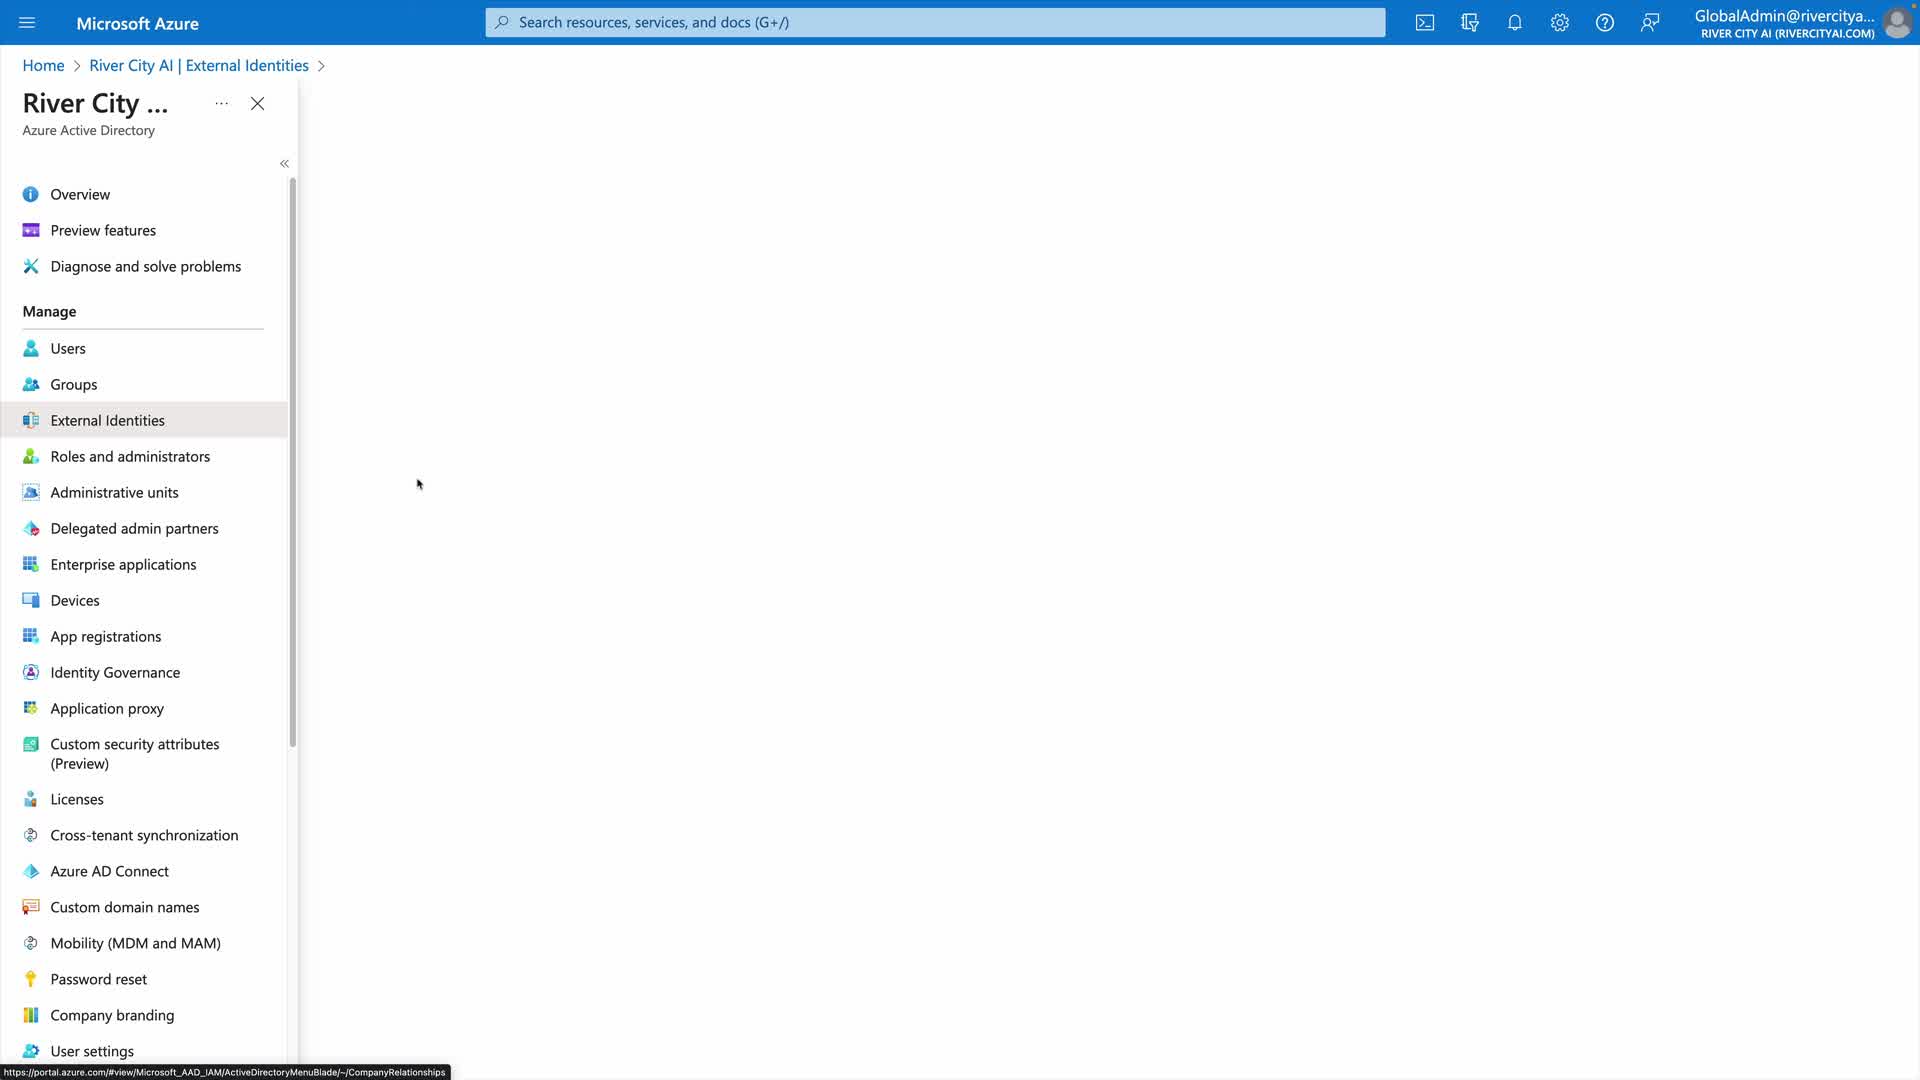 Microsoft Azure
Search resources, services, and docs (G+/)
GlobalAdmin@rivercitya...
RIVER CITY AI (RIVERCITYAI.COM)
Home > River City AI | External Identities >
River City ...
Azure Active Directory
Overview
Preview features
Diagnose and solve problems
Manage
Users
Groups
External Identities
Roles and administrators
Administrative units
Delegated admin partners
Enterprise applications
Devices
App registrations
Identity Governance
Application proxy
Custom security attributes
(Preview)
Licenses
Cross-tenant synchronization
Azure AD Connect
Custom domain names
Mobility (MDM and MAM)
Password reset
Company branding
User settings
https://portal.azure.com/#view/Microsoft_AAD_IAM/ActiveDirectoryMenuBlade/~/CompanyRelationships